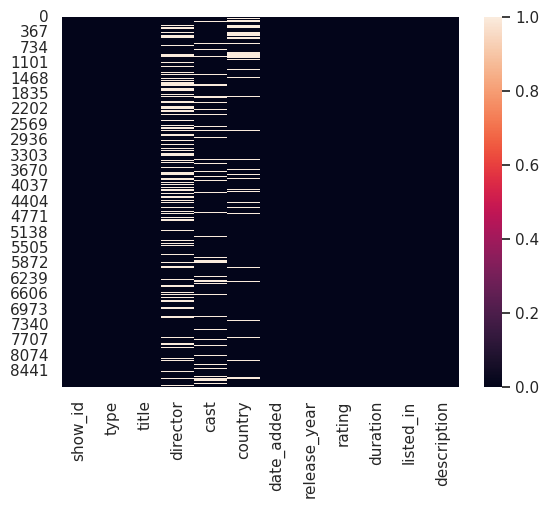 0
367
734
1101
1468
1835
2202
2569
2936
3303
3670
4037
4404
4771
5138
5505
5872
6239
6606
6973
7340
7707
8074
8441
show_id
type
title
director
cast
country
date_added
release_year
rating
duration
listed_in
description
1.0
0.8
0.6
0.4
0.2
0.0